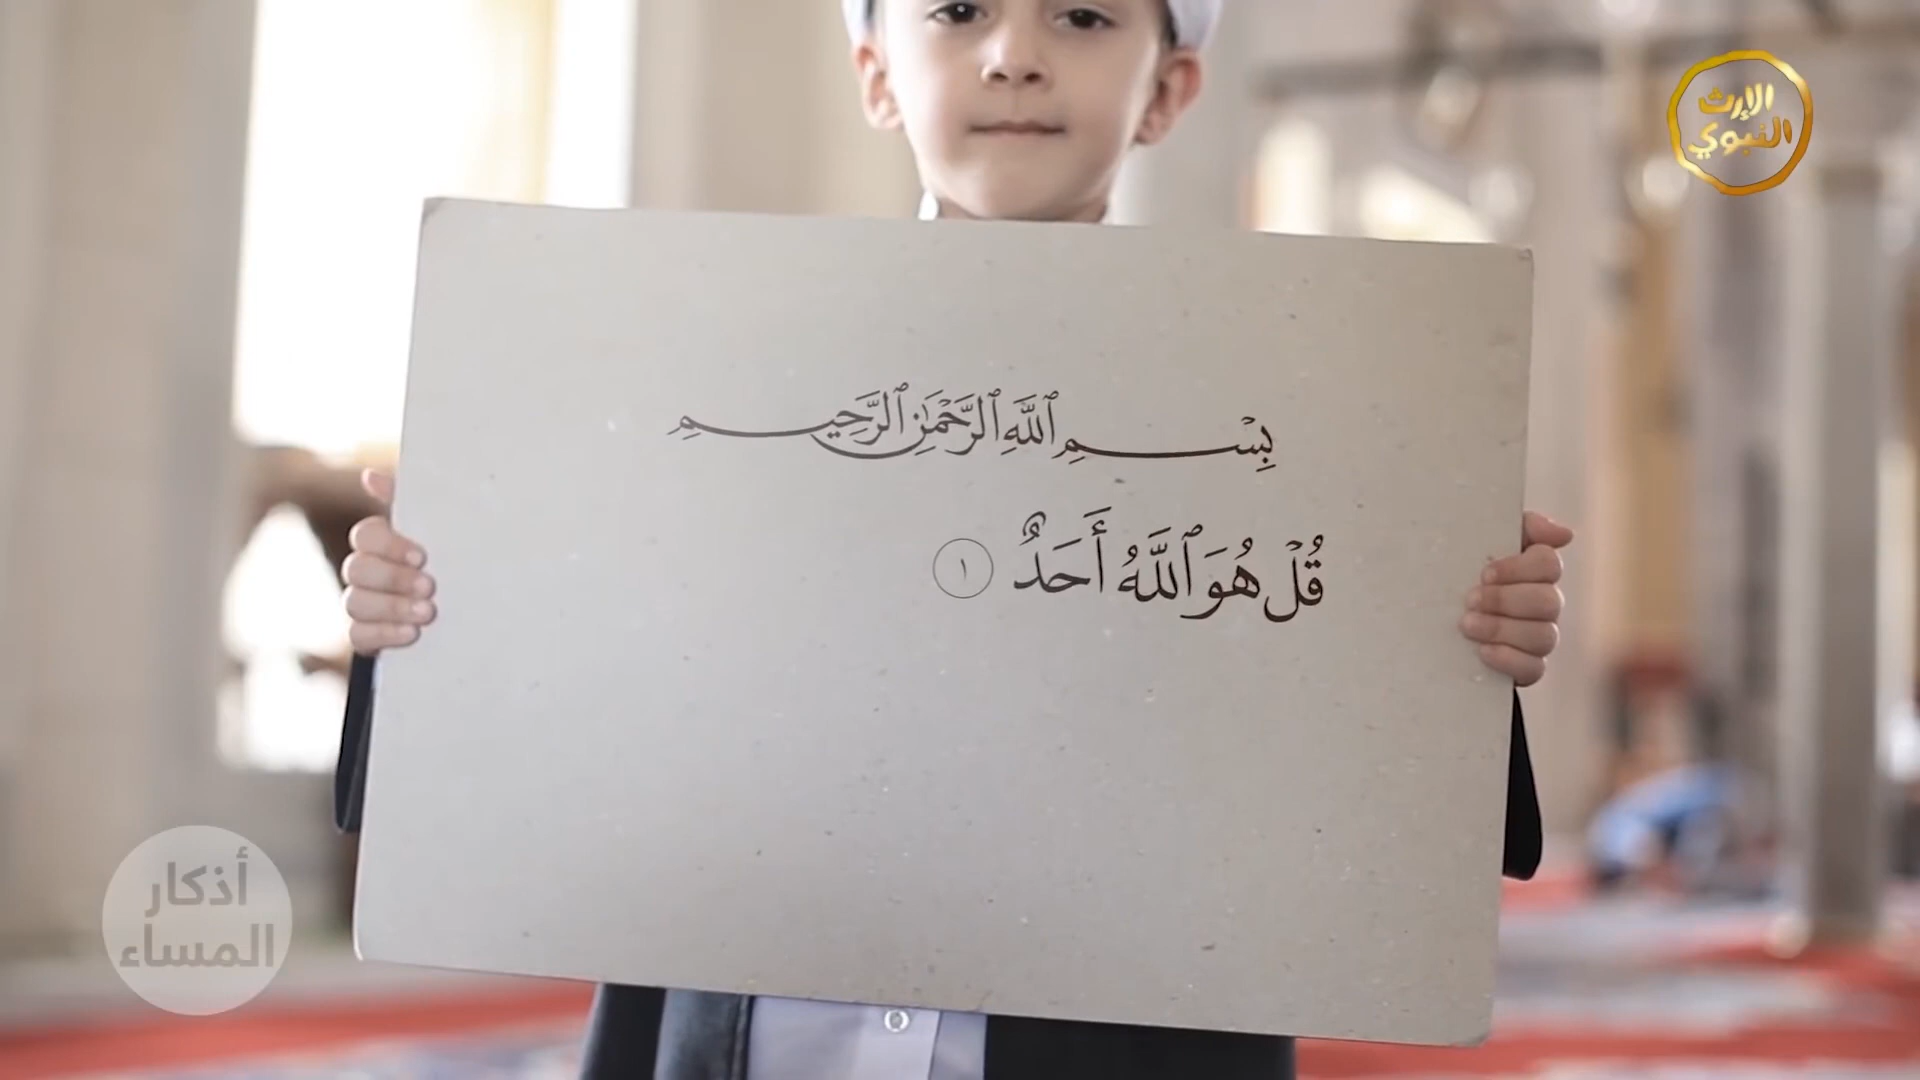 الإرث
النبوي
بِسْمِ ٱللَّهِ ٱلرَّحْمَٰنِ ٱلرَّحِيمِ
قُلْ هُوَ ٱللَّهُ أَحَدٌ ١
أذكار
المساء